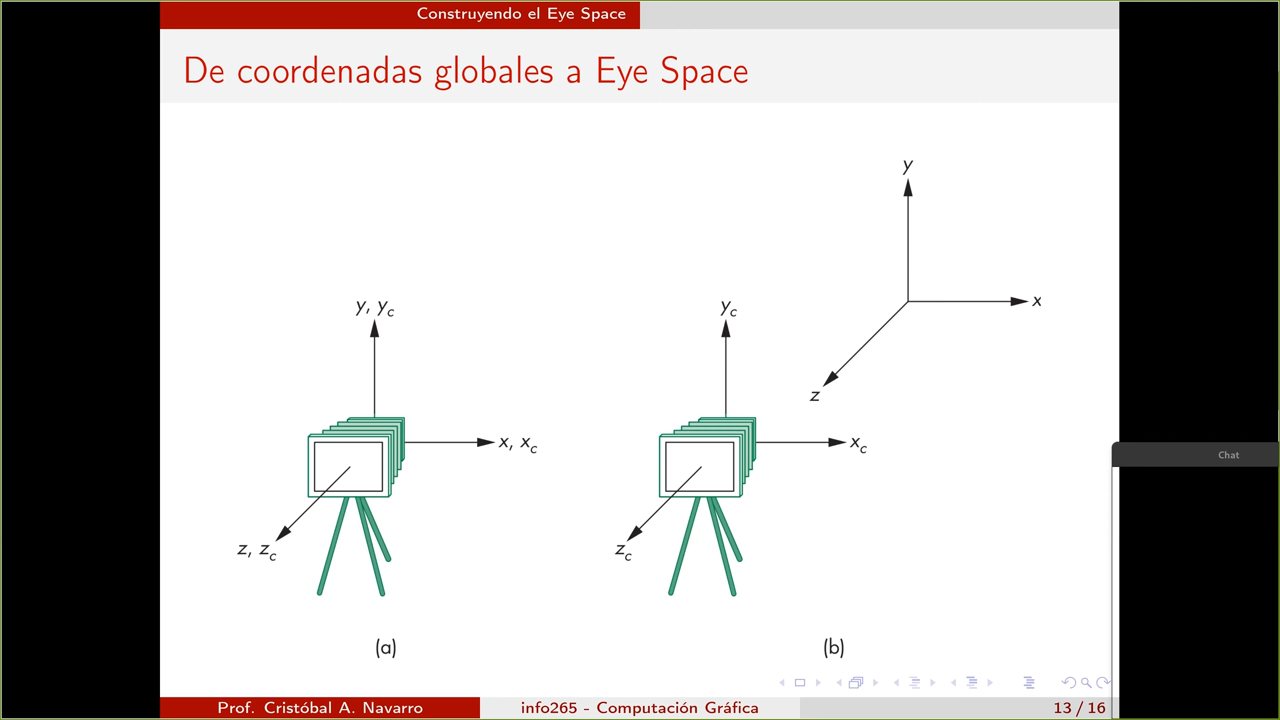 Construyendo el Eye Space
De coordenadas globales a Eye Space
y
x
z
y, yc
x, xc
z, zc
yc
xc
zc
(a)
(b)
Chat
Prof. Cristóbal A. Navarro
info265 - Computación Gráfica
13 / 16